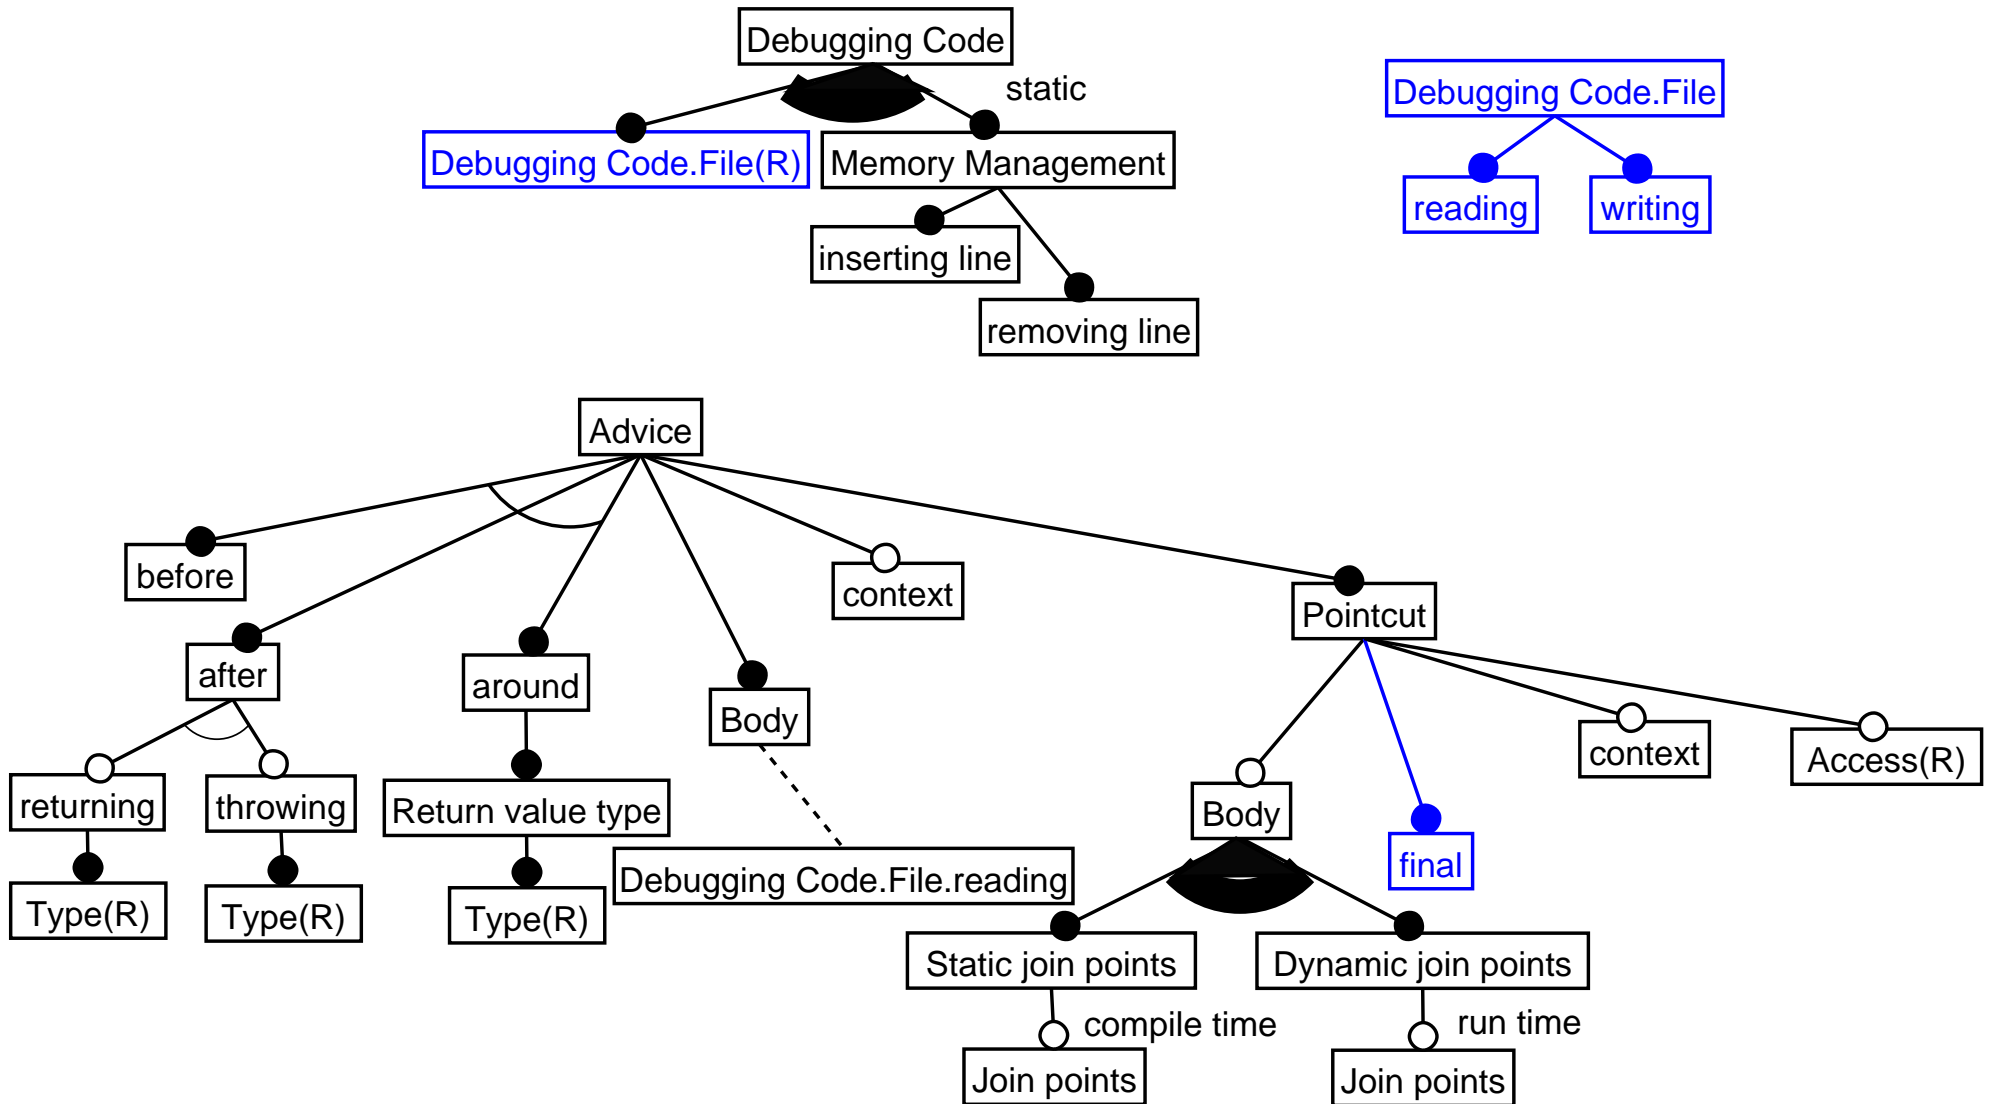 Debugging Code
static
Debugging Code.File
Debugging Code.File(R)
Memory Management
reading
writing
inserting line
removing line
Advice
before
context
Pointcut
after
around
Body
context
Access(R)
returning
throwing
Return value type
Body
final
Debugging Code.File.reading
Type(R)
Type(R)
Type(R)
Static join points
Dynamic join points
compile time
run time
Join points
Join points